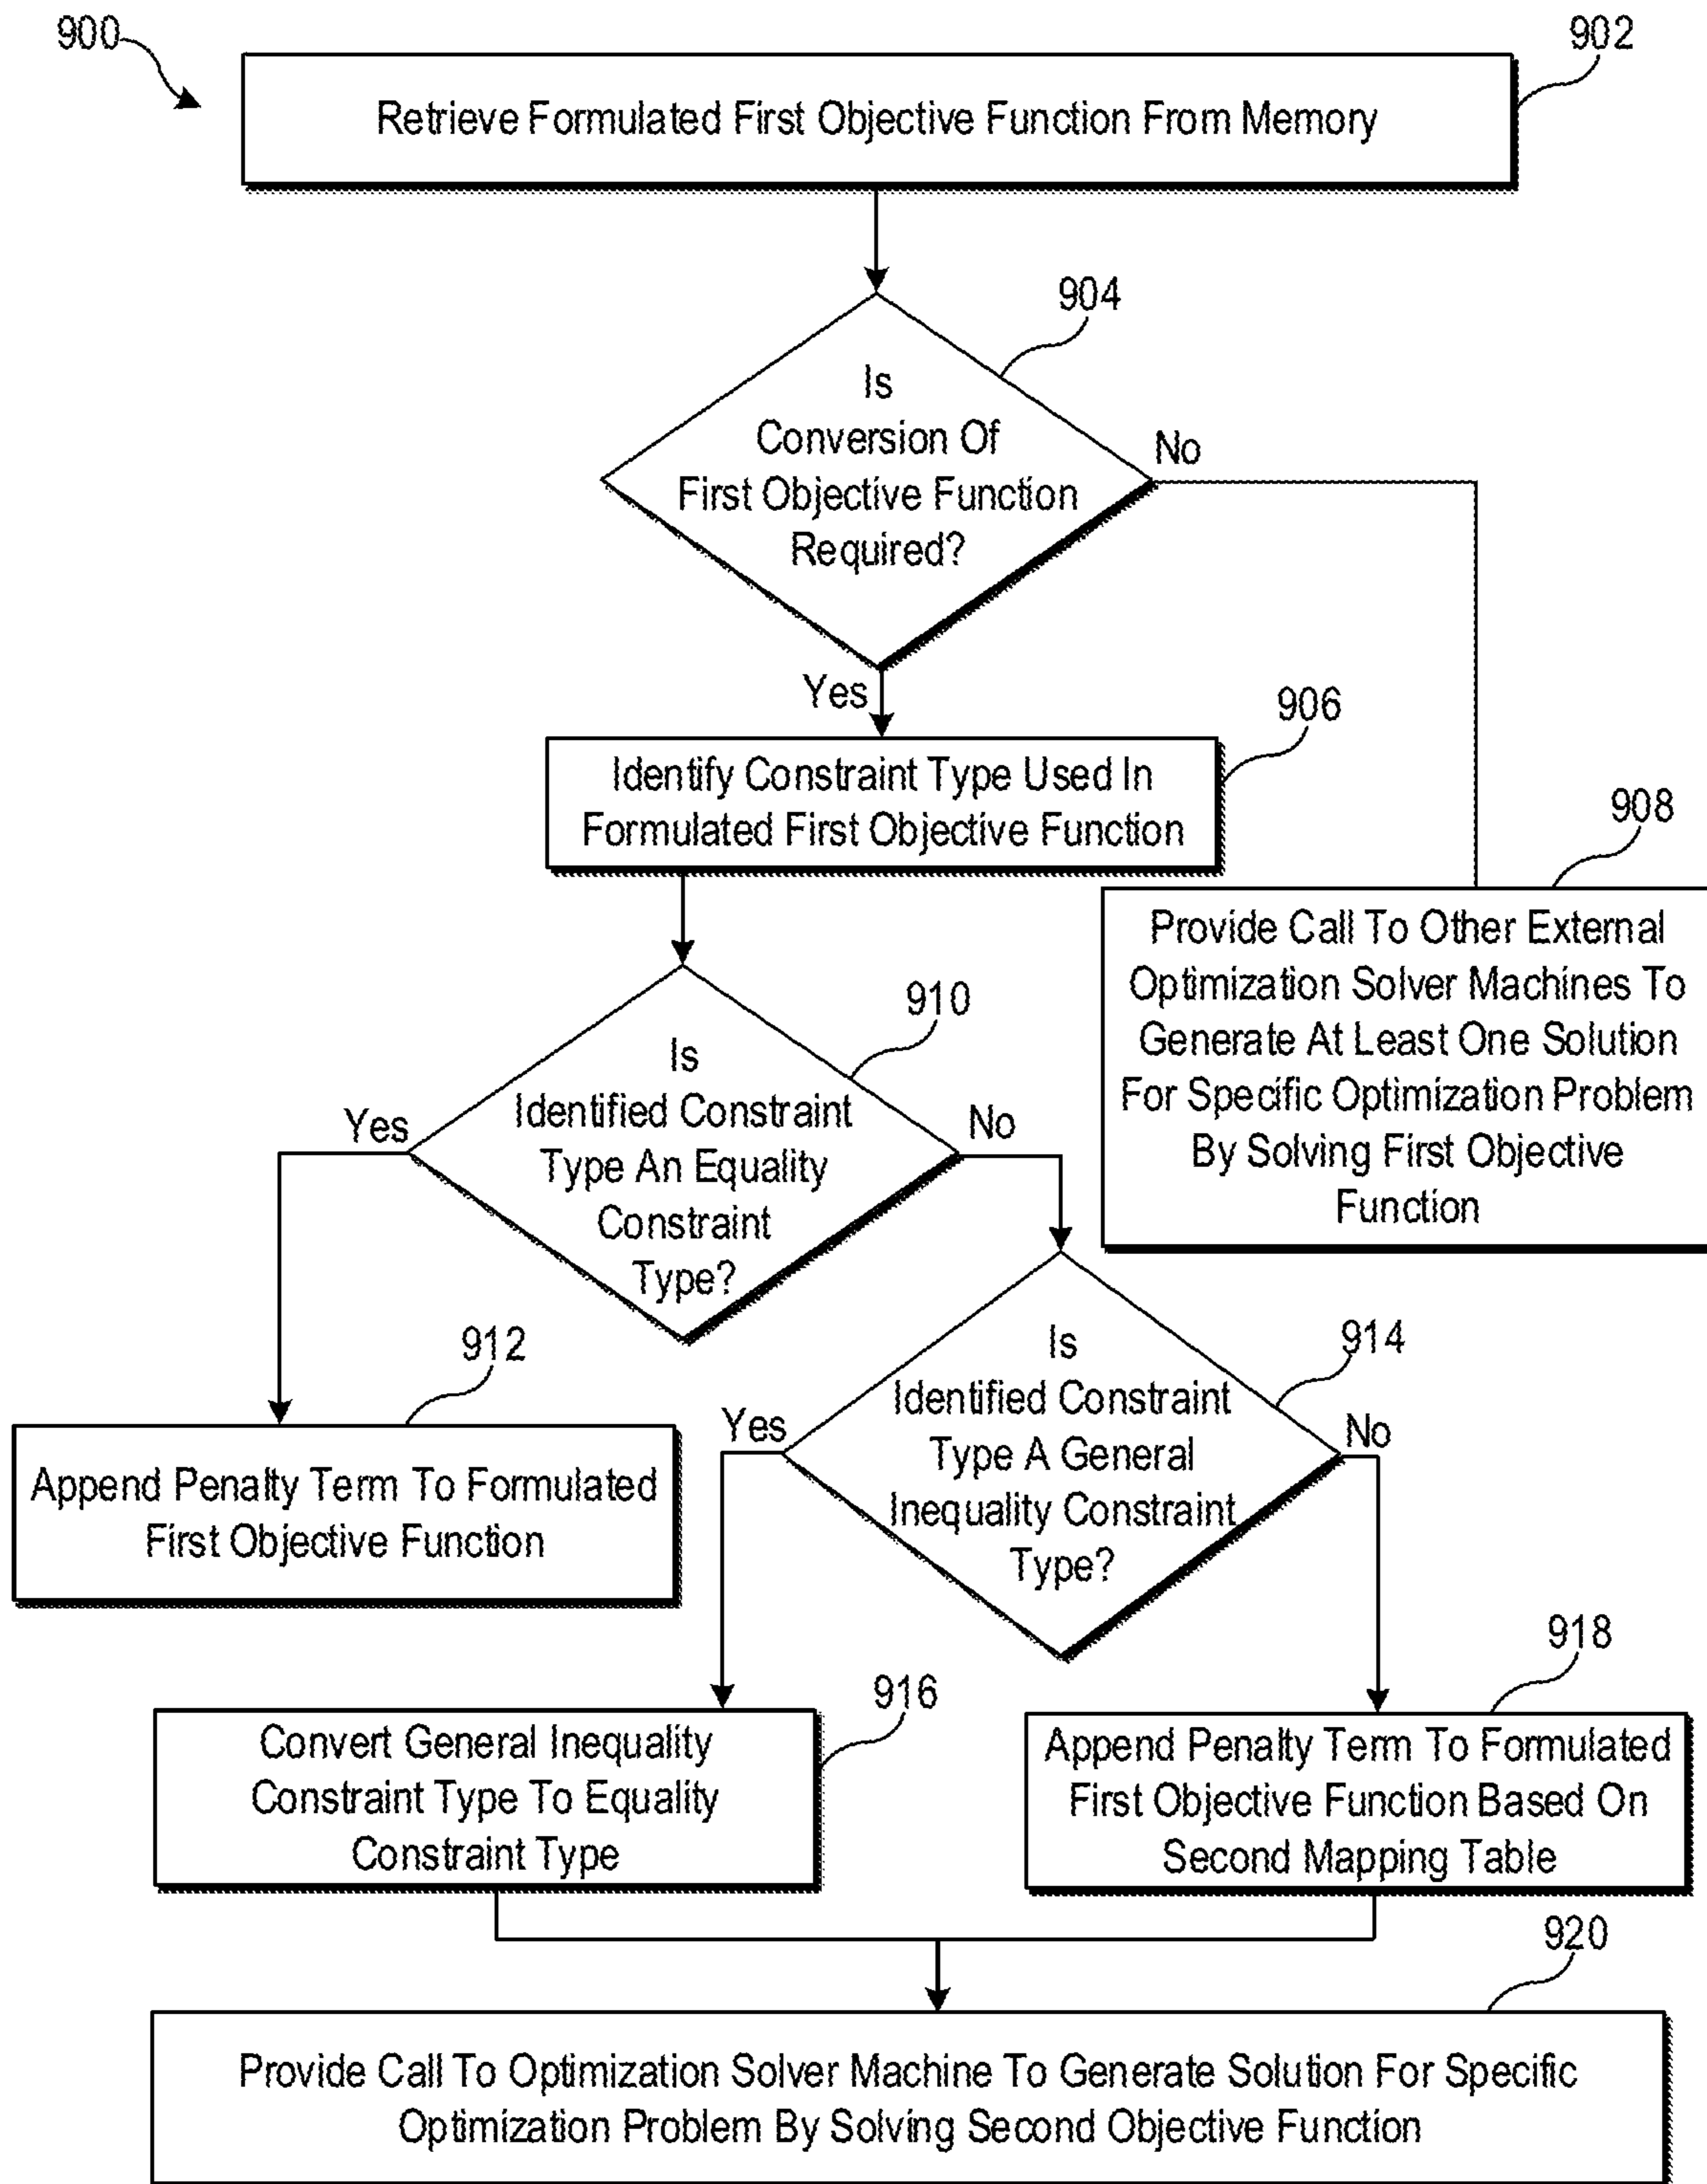 900
902
Retrieve Formulated First Objective Function From Memory
904
Is
Conversion Of
First Objective Function
Required?
No
Yes
906
Identify Constraint Type Used In
Formulated First Objective Function
908
Provide Call To Other External
Optimization Solver Machines To
Generate At Least One Solution
For Specific Optimization Problem
By Solving First Objective
Function
910
Is
Identified Constraint
Type An Equality
Constraint
Type?
Yes
No
912
Append Penalty Term To Formulated
First Objective Function
914
Is
Identified Constraint
Type A General
Inequality Constraint
Type?
Yes
No
916
Convert General Inequality
Constraint Type To Equality
Constraint Type
918
Append Penalty Term To Formulated
First Objective Function Based On
Second Mapping Table
920
Provide Call To Optimization Solver Machine To Generate Solution For Specific
Optimization Problem By Solving Second Objective Function